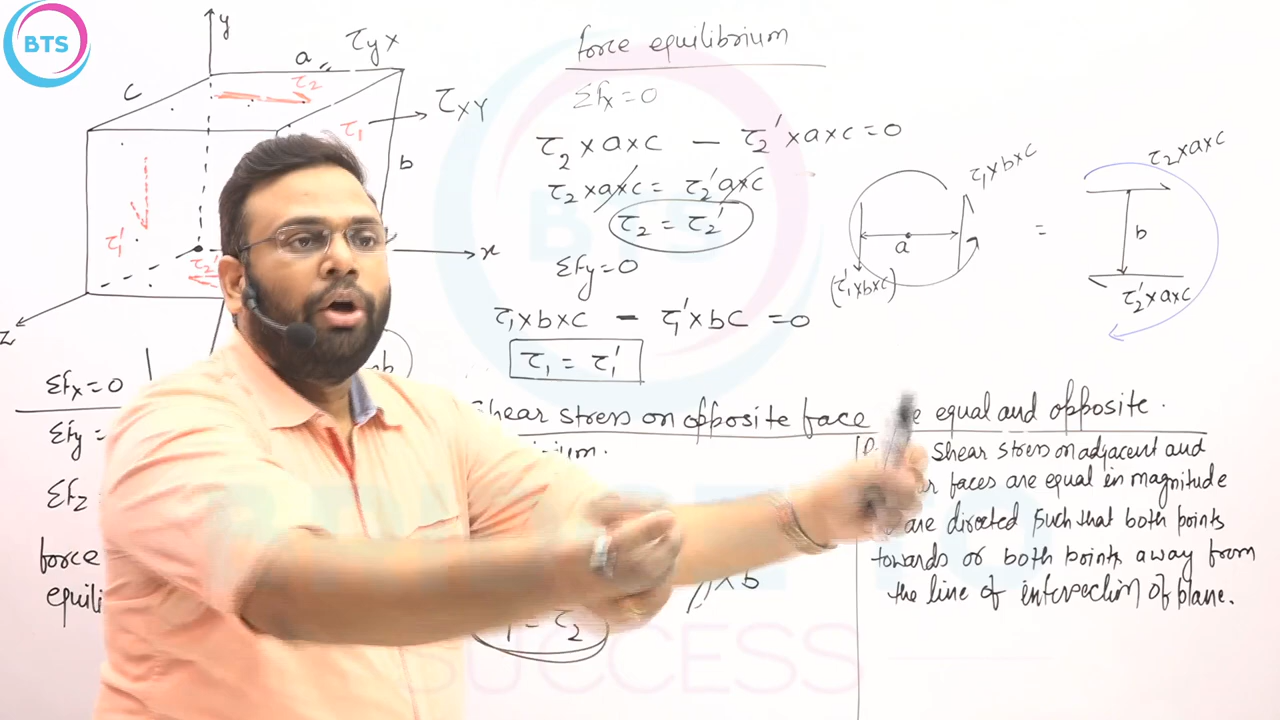 BTS
y
a
τyx
c
τ2
τxy
τ1
b
τ1'
τ2'
x
z
force equilibrium
Σfx=0
τ2×a×c − τ2'×a×c=0
τ2×a×c = τ2'a×c
τ2 = τ2'
Σfy=0
τ1×b×c − τ1'×bc =0
τ1 = τ1'
τ1×b×c
a
(τ1'×b×c)
=
τ2×a×c
b
τ2'×a×c
Σfx=0
Σfy=
Σfz
force
Shear stress on opposite face equal and opposite.
Shear stress on adjacent and
faces are equal in magnitude
are directed such that both points
towards or both points away from
the line of intersection of plane.
×b
= τ2
SUCCESS